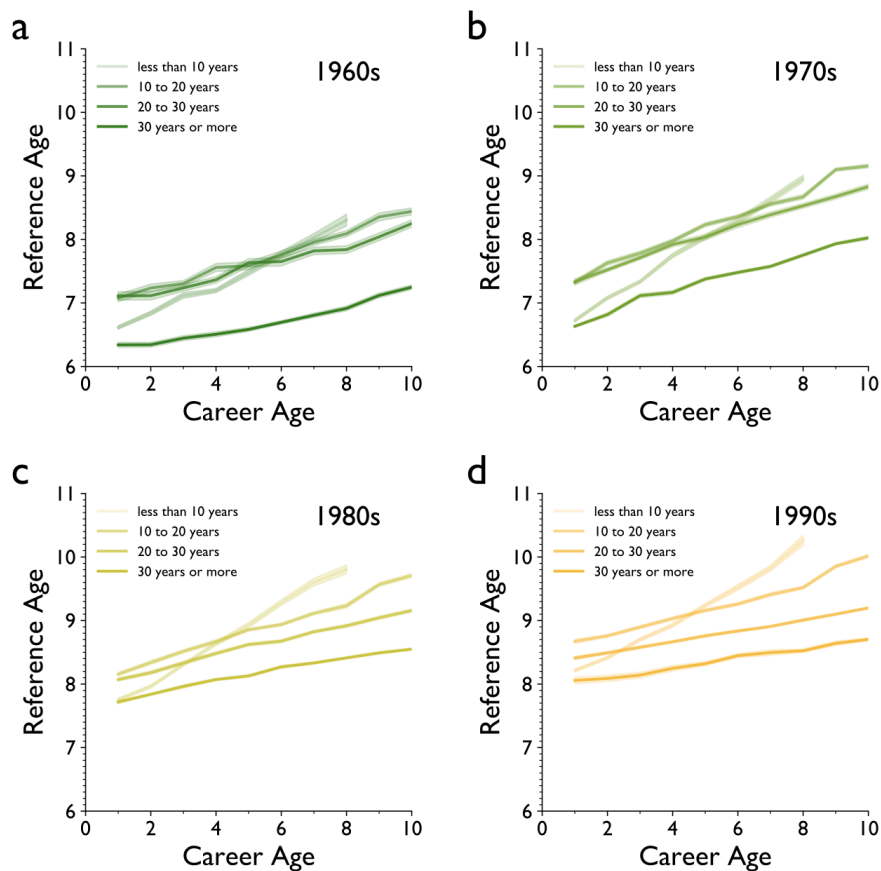 a
11
10
9
8
7
6
0
2
4
6
8
10
Reference Age
Career Age
less than 10 years
10 to 20 years
20 to 30 years
30 years or more
1960s
b
11
10
9
8
7
6
0
2
4
6
8
10
Reference Age
Career Age
less than 10 years
10 to 20 years
20 to 30 years
30 years or more
1970s
c
11
10
9
8
7
6
0
2
4
6
8
10
Reference Age
Career Age
less than 10 years
10 to 20 years
20 to 30 years
30 years or more
1980s
d
11
10
9
8
7
6
0
2
4
6
8
10
Reference Age
Career Age
less than 10 years
10 to 20 years
20 to 30 years
30 years or more
1990s